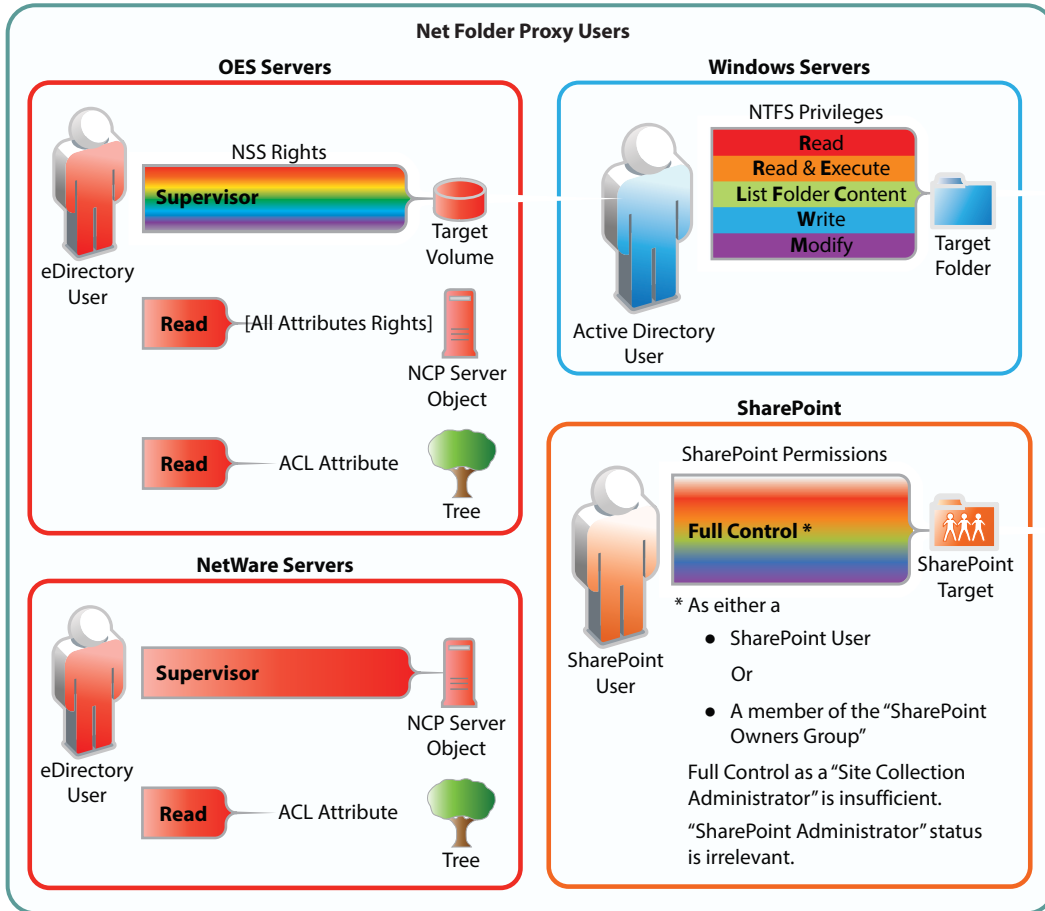 Net Folder Proxy Users
OES Servers
NSS Rights
Supervisor
eDirectory
User
Target
Volume
Read
[All Attributes Rights]
NCP Server
Object
Read
ACL Attribute
Tree
Windows Servers
NTFS Privileges
Read
Read & Execute
List Folder Content
Write
Modify
Active Directory
User
Target
Folder
NetWare Servers
Supervisor
eDirectory
User
NCP Server
Object
Read
ACL Attribute
Tree
SharePoint
SharePoint Permissions
Full Control *
SharePoint
User
SharePoint
Target
* As either a
● SharePoint User
Or
● A member of the “SharePoint
Owners Group”
Full Control as a “Site Collection
Administrator” is insufficient.
“SharePoint Administrator” status
is irrelevant.